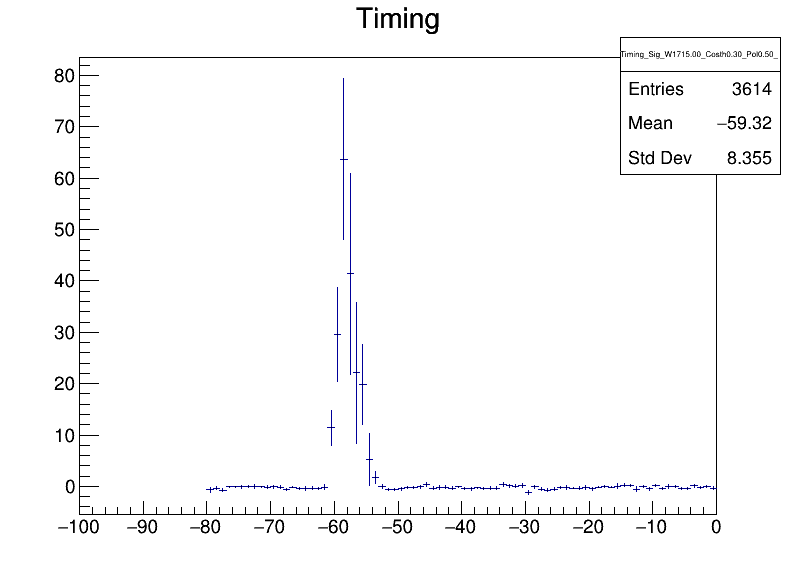 Timing
Timing_Sig_W1715.00_Costh0.30_Pol0.50_
Entries 3614
Mean −59.32
Std Dev 8.355
80
70
60
50
40
30
20
10
0
−100 −90 −80 −70 −60 −50 −40 −30 −20 −10 0